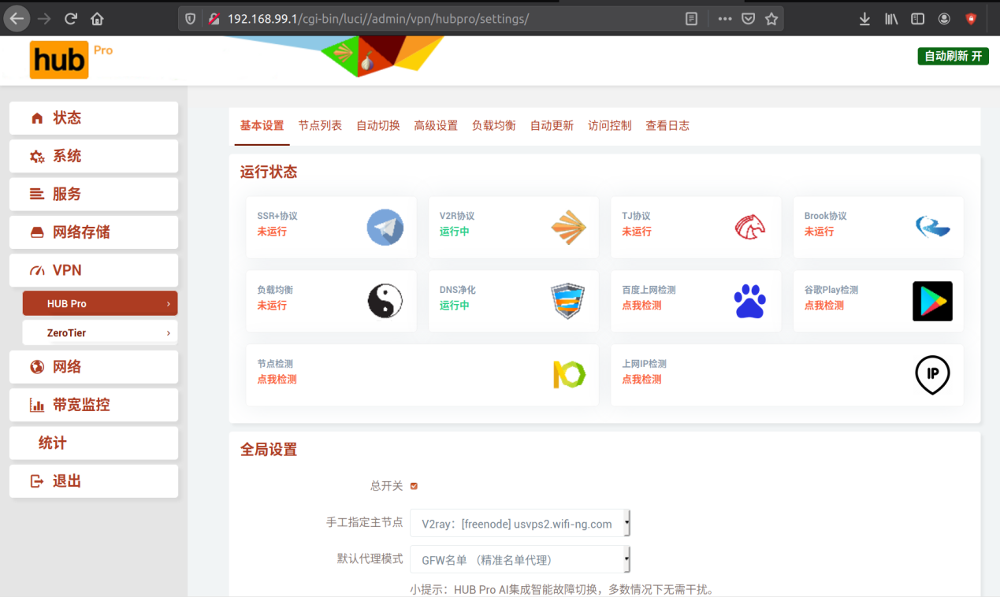 192.168.99.1/cgi-bin/luci//admin/vpn/hubpro/settings/
hub Pro
自动刷新 开
状态
系统
服务
网络存储
VPN
HUB Pro
ZeroTier
网络
带宽监控
统计
退出
基本设置 节点列表 自动切换 高级设置 负载均衡 自动更新 访问控制 查看日志
运行状态
SSR+协议
未运行
V2R协议
运行中
TJ协议
未运行
Brook协议
未运行
负载均衡
未运行
DNS净化
运行中
百度上网检测
点我检测
谷歌Play检测
点我检测
节点检测
点我检测
上网IP检测
点我检测
IP
全局设置
总开关
手工指定主节点 V2ray：[freenode] usvps2.wifi-ng.com
默认代理模式 GFW名单 （精准名单代理）
小提示：HUB Pro AI集成智能故障切换，多数情况下无需干扰。